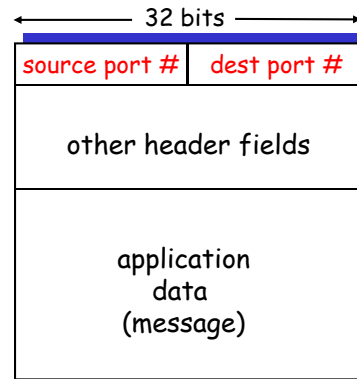 32 bits
source port # dest port #
other header fields
application
data
(message)